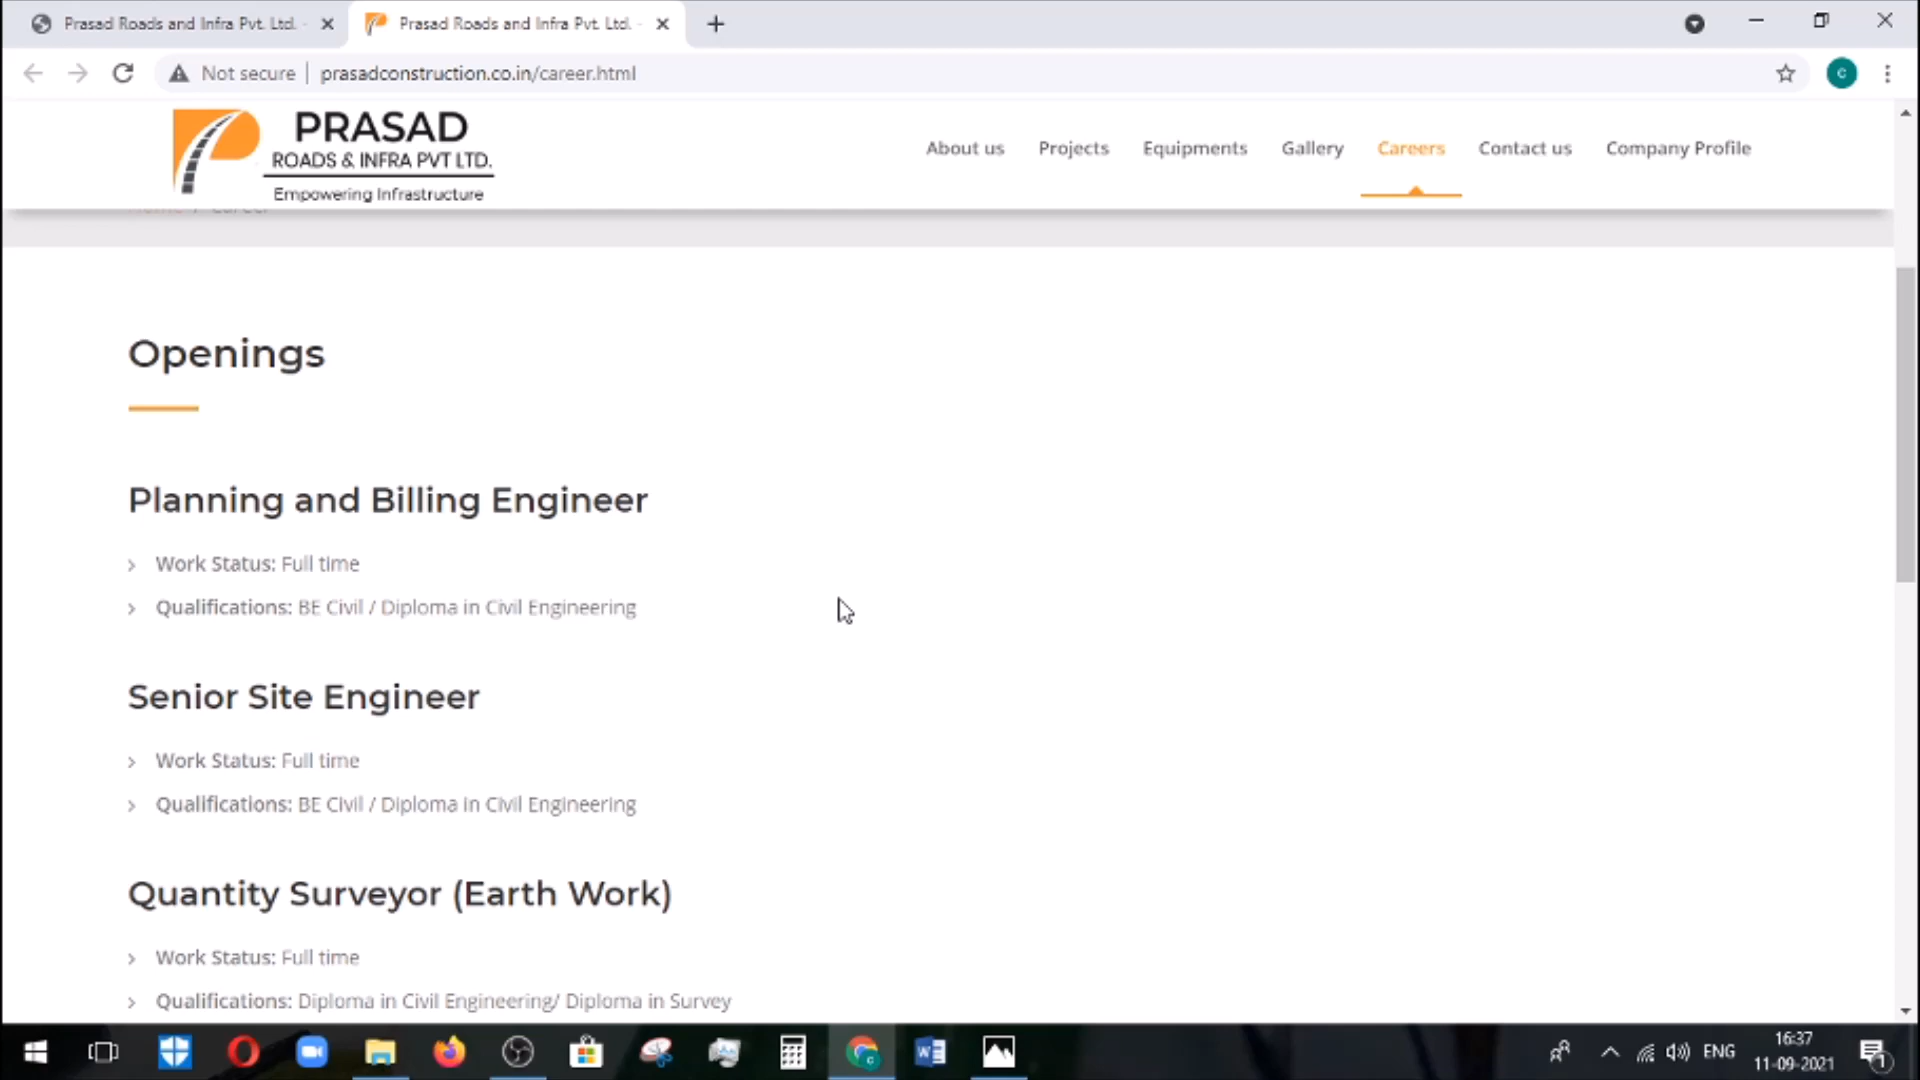 Prasad Roads and Infra Pvt. Ltd. -
Prasad Roads and Infra Pvt. Ltd. -
Not secure
prasadconstruction.co.in/career.html
C
PRASAD
ROADS & INFRA PVT LTD.
Empowering Infrastructure
About us
Projects
Equipments
Gallery
Careers
Contact us
Company Profile
Openings
Planning and Billing Engineer
Work Status: Full time
Qualifications: BE Civil / Diploma in Civil Engineering
Senior Site Engineer
Work Status: Full time
Qualifications: BE Civil / Diploma in Civil Engineering
Quantity Surveyor (Earth Work)
Work Status: Full time
Qualifications: Diploma in Civil Engineering/ Diploma in Survey
ENG
16:37
11-09-2021
1